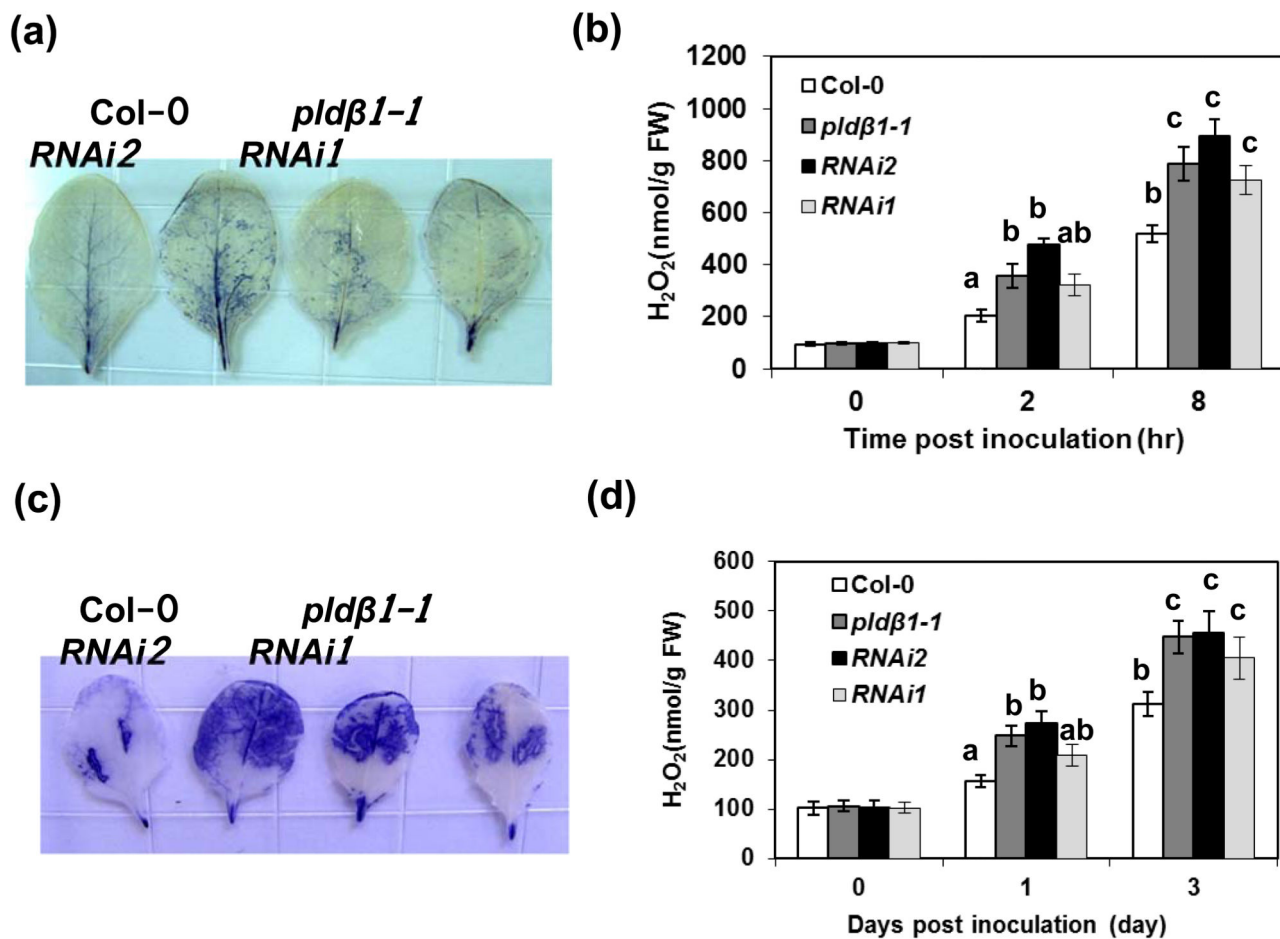 (a)
Col-0 pldβ1-1
RNAi2 RNAi1
(b)
1200
1000
800
600
400
200
0
H₂O₂(nmol/g FW)
Col-0
pldβ1-1
RNAi2
RNAi1
a
b
b
ab
b
c
c
c
0 2 8
Time post inoculation (hr)
(c)
Col-0 pldβ1-1
RNAi2 RNAi1
(d)
600
500
400
300
200
100
0
H₂O₂(nmol/g FW)
Col-0
pldβ1-1
RNAi2
RNAi1
a
b
b
ab
b
c
c
c
0 1 3
Days post inoculation (day)